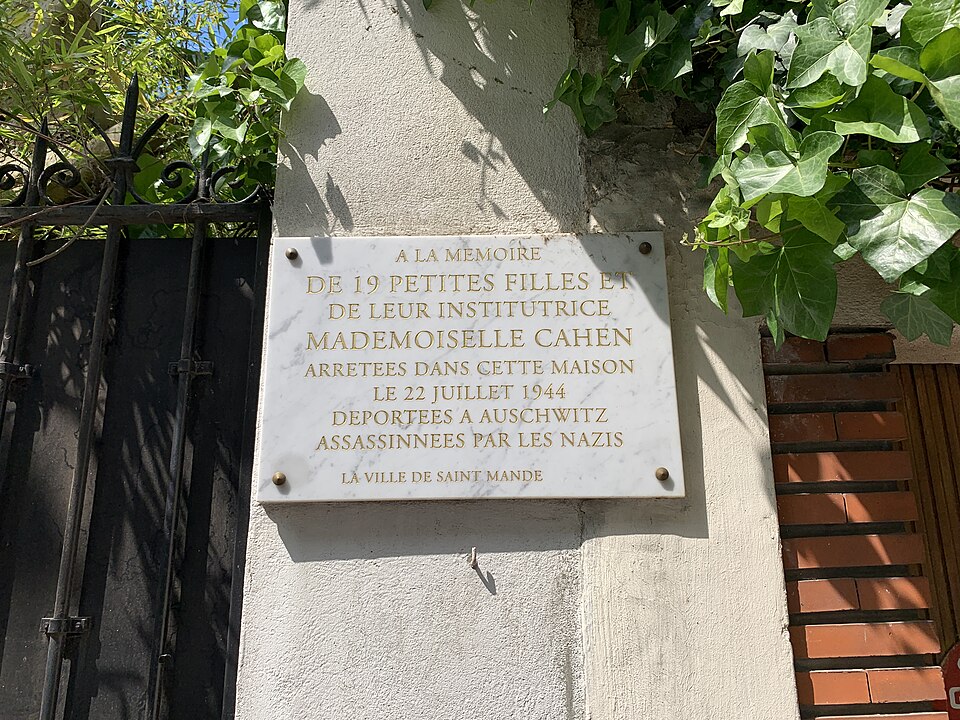 A LA MEMOIRE
DE 19 PETITES FILLES ET
DE LEUR INSTITUTRICE
MADEMOISELLE CAHEN
ARRETEES DANS CETTE MAISON
LE 22 JUILLET 1944
DEPORTEES A AUSCHWITZ
ASSASSINNEES PAR LES NAZIS
LA VILLE DE SAINT MANDE